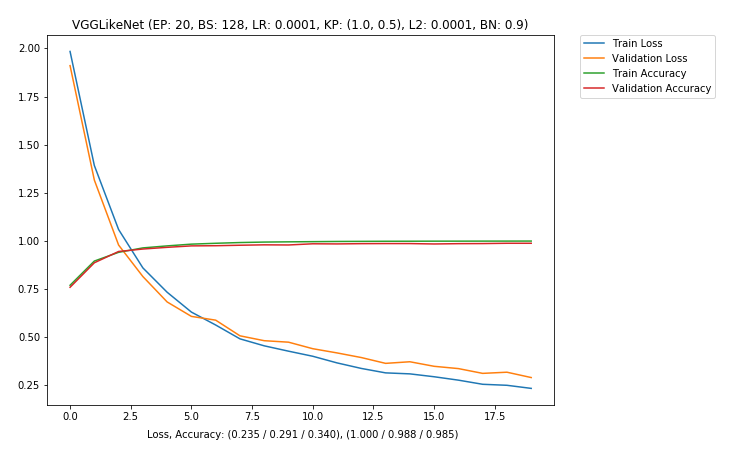 VGGLikeNet (EP: 20, BS: 128, LR: 0.0001, KP: (1.0, 0.5), L2: 0.0001, BN: 0.9)
Train Loss
Validation Loss
Train Accuracy
Validation Accuracy
2.00
1.75
1.50
1.25
1.00
0.75
0.50
0.25
0.0 2.5 5.0 7.5 10.0 12.5 15.0 17.5
Loss, Accuracy: (0.235 / 0.291 / 0.340), (1.000 / 0.988 / 0.985)